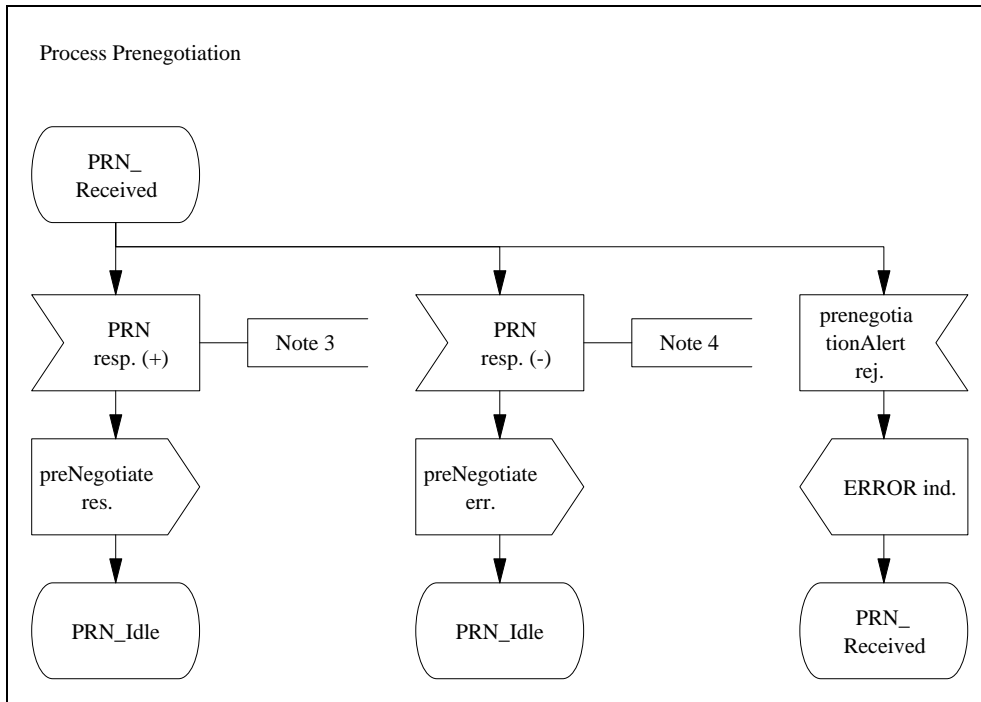 Process Prenegotiation
PRN_
Received
PRN
resp. (+)
Note 3
PRN
resp. (-)
Note 4
prenegotia
tionAlert
rej.
preNegotiate
res.
preNegotiate
err.
ERROR ind.
PRN_Idle
PRN_Idle
PRN_
Received